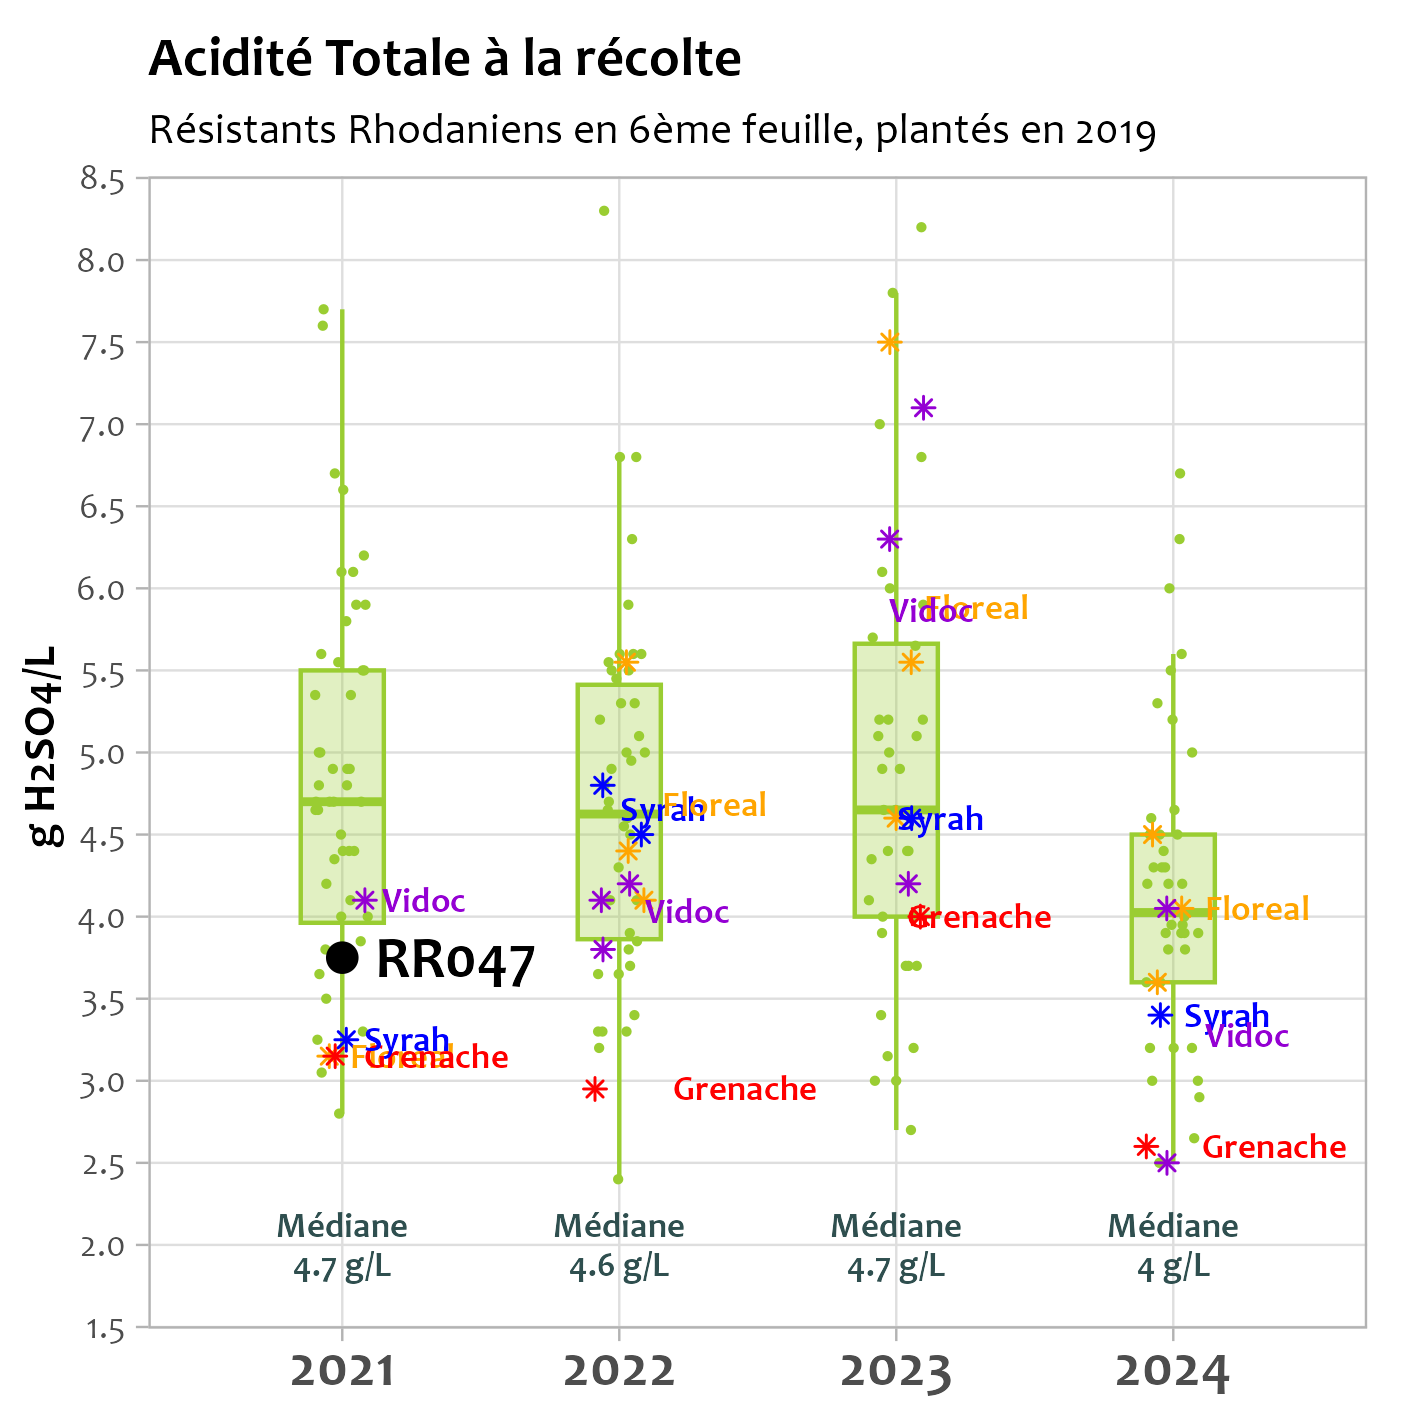 Acidité Totale à la récolte
Résistants Rhodaniens en 6ème feuille, plantés en 2019
g H2SO4/L
8.5
8.0
7.5
7.0
6.5
6.0
5.5
5.0
4.5
4.0
3.5
3.0
2.5
2.0
1.5
Vidoc
RR047
Syrah
Floreal
Grenache
Syrah
Floreal
Vidoc
Grenache
Vidoc
Floreal
Syrah
Grenache
Floreal
Syrah
Vidoc
Grenache
Médiane
4.7 g/L
Médiane
4.6 g/L
Médiane
4.7 g/L
Médiane
4 g/L
2021
2022
2023
2024